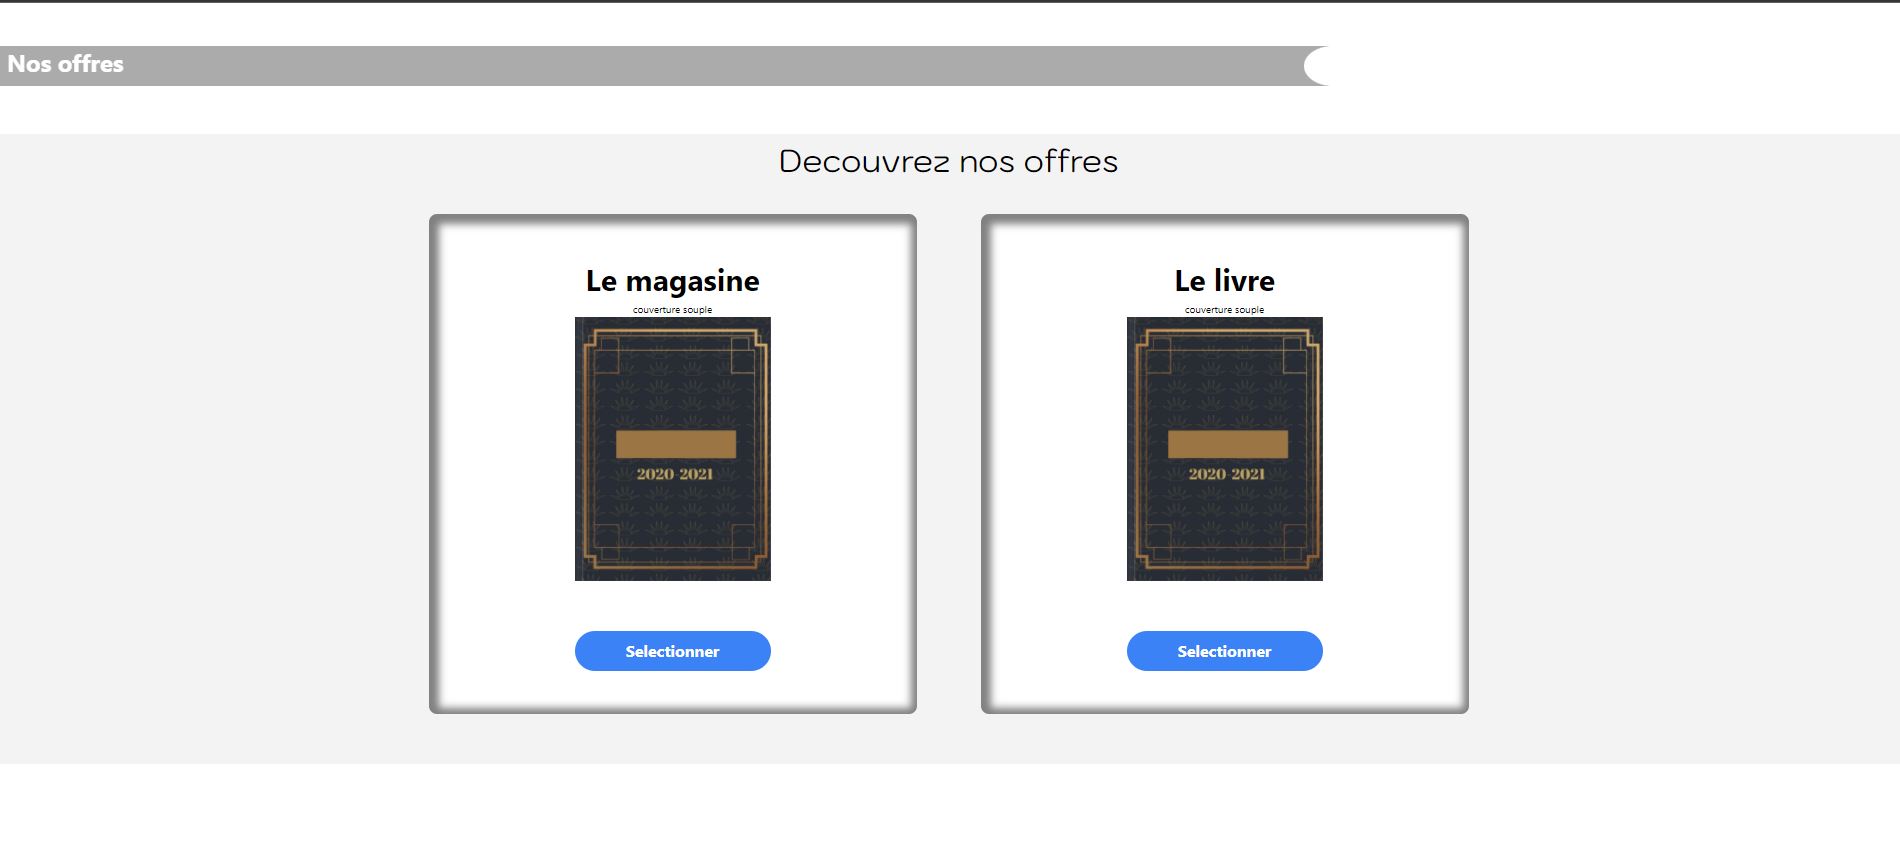 Nos offres
Decouvrez nos offres
Le magasine
couverture souple
2020-2021
Selectionner
Le livre
couverture souple
2020-2021
Selectionner